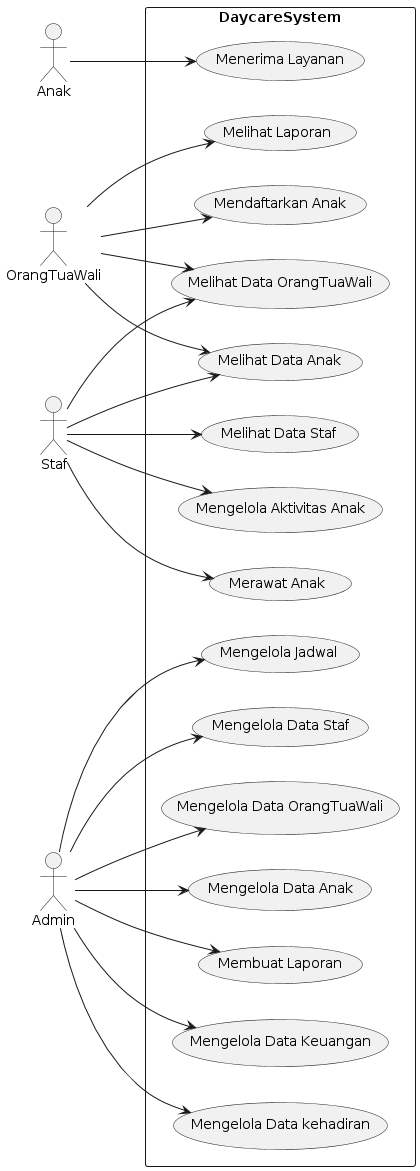 DaycareSystem
Menerima Layanan
Anak
Melihat Laporan
Mendaftarkan Anak
OrangTuaWali
Melihat Data OrangTuaWali
Melihat Data Anak
Melihat Data Staf
Staf
Mengelola Aktivitas Anak
Merawat Anak
Mengelola Jadwal
Mengelola Data Staf
Mengelola Data OrangTuaWali
Mengelola Data Anak
Admin
Membuat Laporan
Mengelola Data Keuangan
Mengelola Data kehadiran